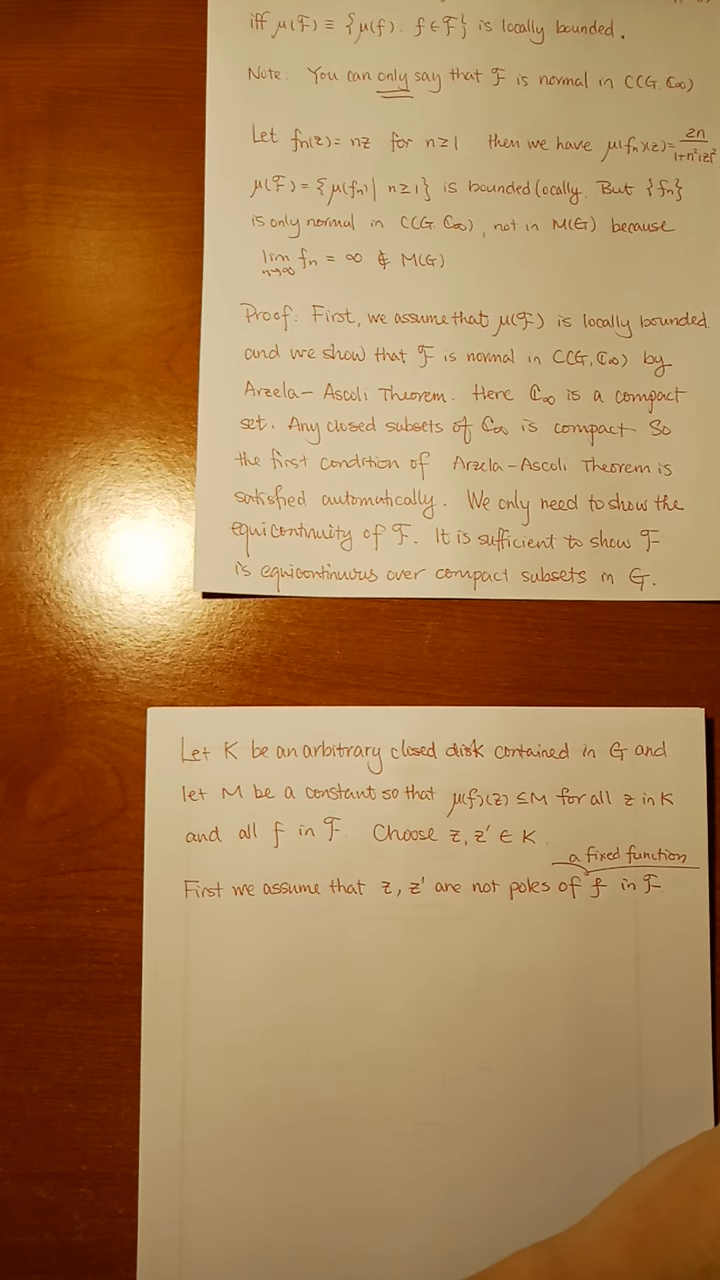 iff μ(F) ≡ {μ(f): f ∈ F} is locally bounded.
Note: You can only say that F is normal in C(G, C∞)
Let fn(z) = nz for n≥1 then we have μ(fn)(z) = 2n/1+n²|z|²
μ(F) = {μ(fn) | n≥1} is bounded locally. But {fn}
is only normal in C(G, C∞), not in M(G) because
lim n→∞ fn = ∞ ∉ M(G)
Proof: First, we assume that μ(F) is locally bounded.
and we show that F is normal in C(G, C∞) by
Arzela-Ascoli Theorem. Here C∞ is a compact
set. Any closed subsets of C∞ is compact So
the first condition of Arzela-Ascoli Theorem is
satisfied automatically. We only need to show the
equicontinuity of F. It is sufficient to show F
is equicontinuous over compact subsets in G.
Let K be an arbitrary closed disk contained in G and
let M be a constant so that μ(f)(z) ≤ M for all z in K
and all f in F. Choose z, z' ∈ K.
a fixed function
First we assume that z, z' are not poles of f in F